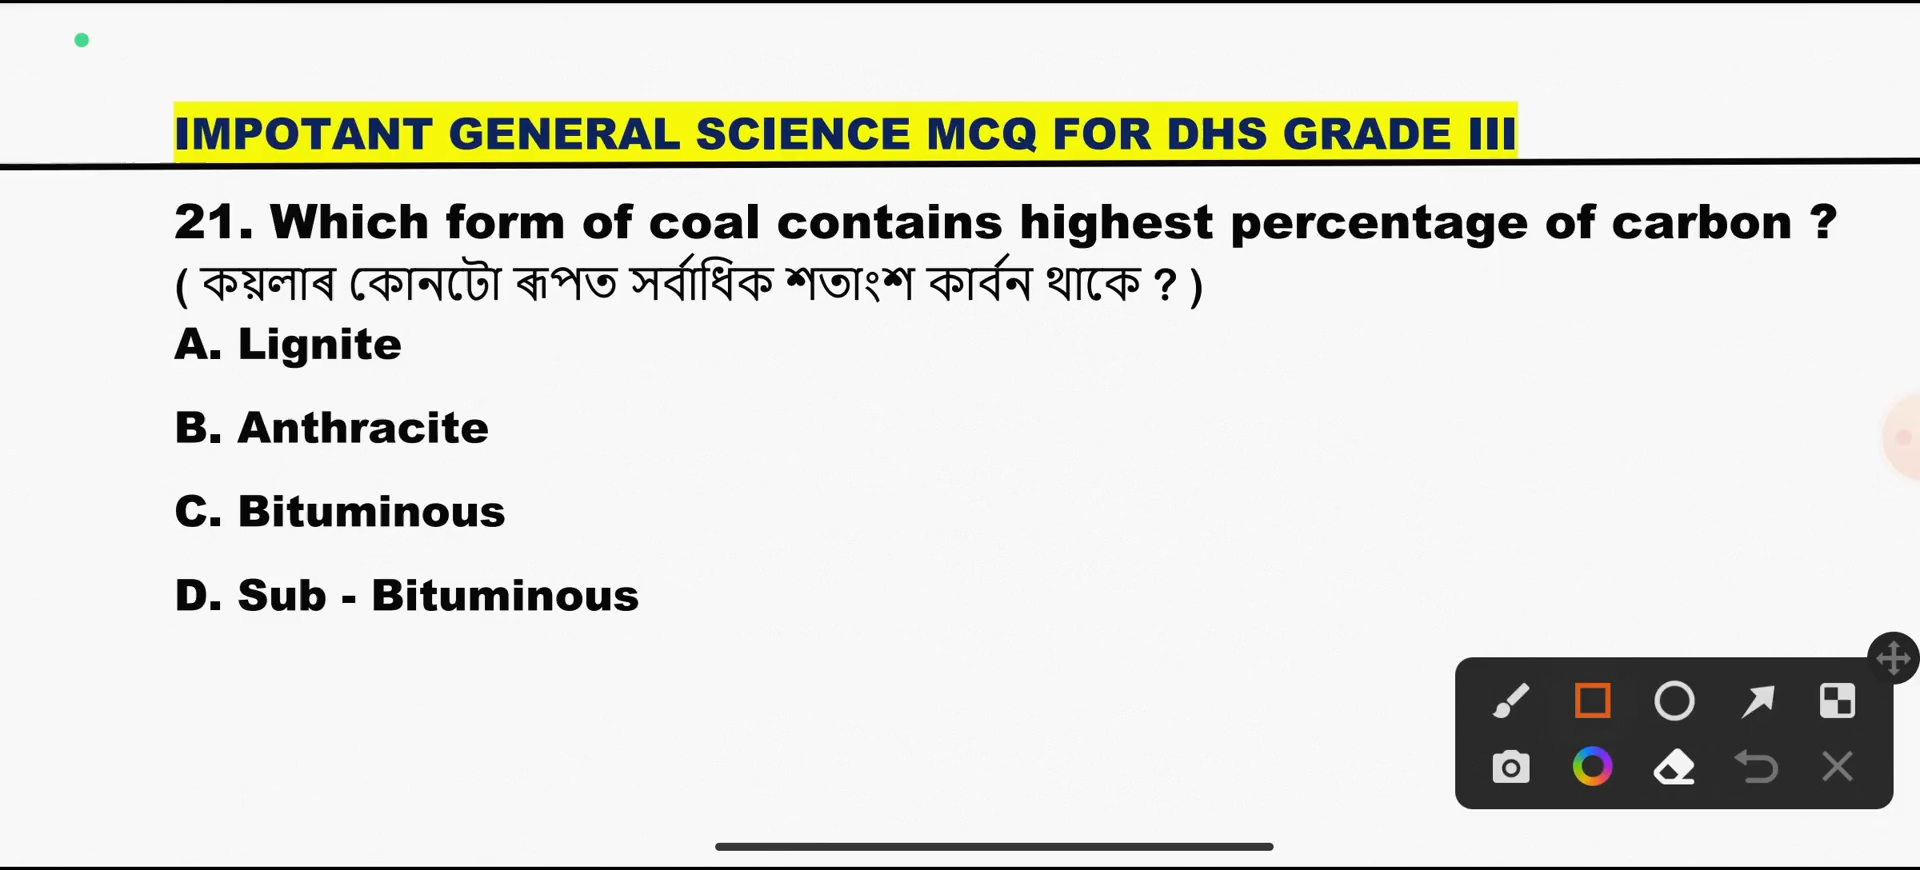 IMPOTANT GENERAL SCIENCE MCQ FOR DHS GRADE III
21. Which form of coal contains highest percentage of carbon ?
( কয়লাৰ কোনটো ৰূপত সৰ্বাধিক শতাংশ কাৰ্বন থাকে ? )
A. Lignite
B. Anthracite
C. Bituminous
D. Sub - Bituminous